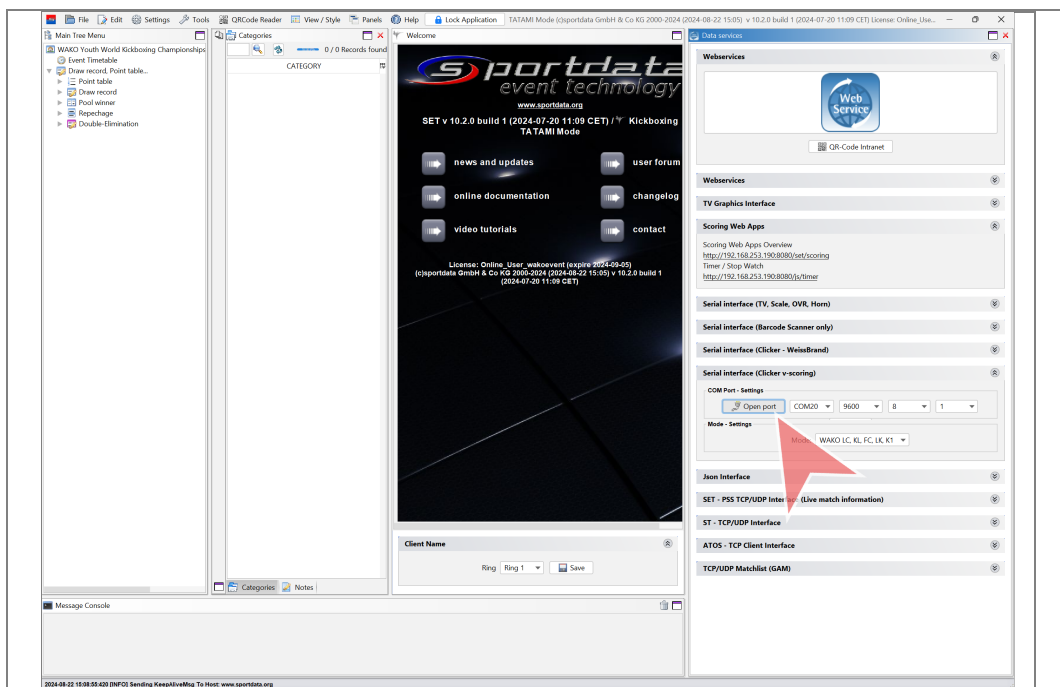 File Edit Settings Tools QRCode Reader View / Style Panels Help Lock Application TATAMI Mode (c)sportdata GmbH & Co KG 2000-2024 (2024-08-22 15:05) v 10.2.0 build 1 (2024-07-20 11:09 CET) License: Online_Use...
Main Tree Menu
WAKO Youth World Kickboxing Championships
Event Timetable
Draw record, Point table...
Point table
Draw record
Pool winner
Repechage
Double-Elimination
Categories
0 / 0 Records found
CATEGORY
Categories Notes
Welcome
sportdata
event technology
www.sportdata.org
SET v 10.2.0 build 1 (2024-07-20 11:09 CET) / Kickboxing
TATAMI Mode
news and updates user forum
online documentation changelog
video tutorials contact
License: Online_User_wakoevent (expire 2024-09-05)
(c)sportdata GmbH & Co KG 2000-2024 (2024-08-22 15:05) v 10.2.0 build 1
(2024-07-20 11:09 CET)
Client Name
Ring Ring 1 Save
Data services
Webservices
Web
Service
QR-Code Intranet
Webservices
TV Graphics Interface
Scoring Web Apps
Scoring Web Apps Overview
http://192.168.253.190:8080/set/scoring
Timer / Stop Watch
http://192.168.253.190:8080/js/timer
Serial interface (TV, Scale, OVR, Horn)
Serial interface (Barcode Scanner only)
Serial interface (Clicker - WeissBrand)
Serial interface (Clicker v-scoring)
COM Port - Settings
Open port COM20 9600 8 1
Mode - Settings
Mode WAKO LC, KL, FC, LK, K1
Json Interface
SET - PSS TCP/UDP Interface (Live match information)
ST - TCP/UDP Interface
ATOS - TCP Client Interface
TCP/UDP Matchlist (GAM)
Message Console
2024-08-22 15:08:55:420 [INFO] Sending KeepAliveMsg To Host: www.sportdata.org